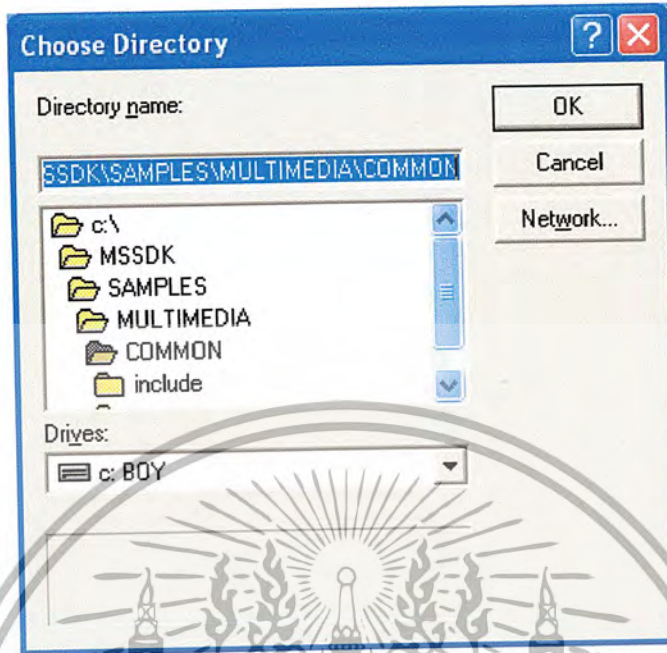 Choose Directory
Directory name:
OK
SSDK\SAMPLES\MULTIMEDIA\COMMON
Cancel
c:\
Network...
MSSDK
SAMPLES
MULTIMEDIA
COMMON
include
Drives:
c: BOY